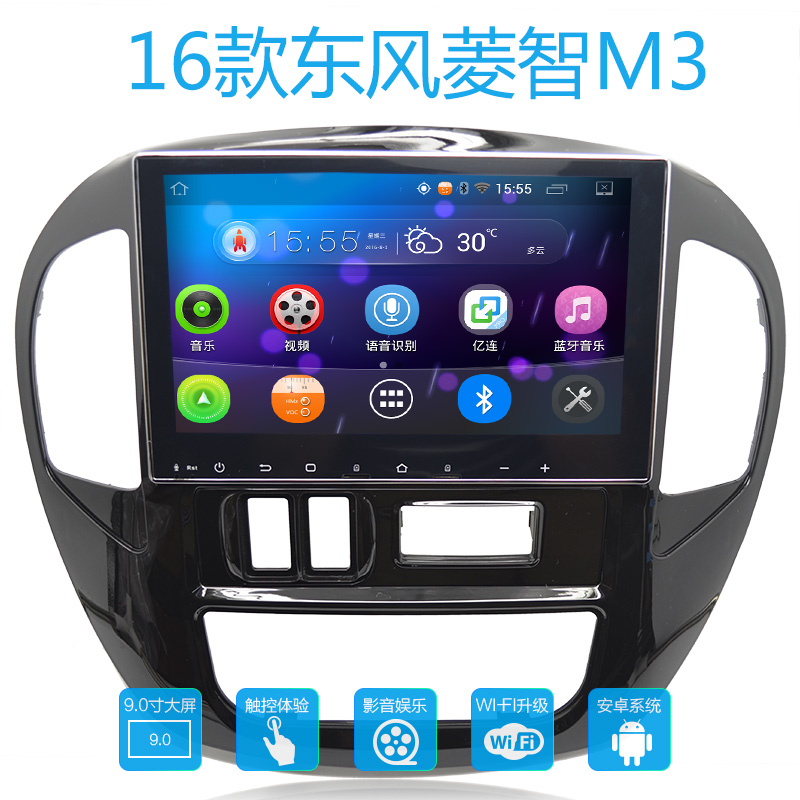 16款东风菱智M3
15:55
15:55
星期三
30℃
多云
音乐
视频
语音识别
亿连
蓝牙音乐
Rst
9.0寸大屏
触控体验
影音娱乐
WI-FI升级
安卓系统
9.0
Wi Fi